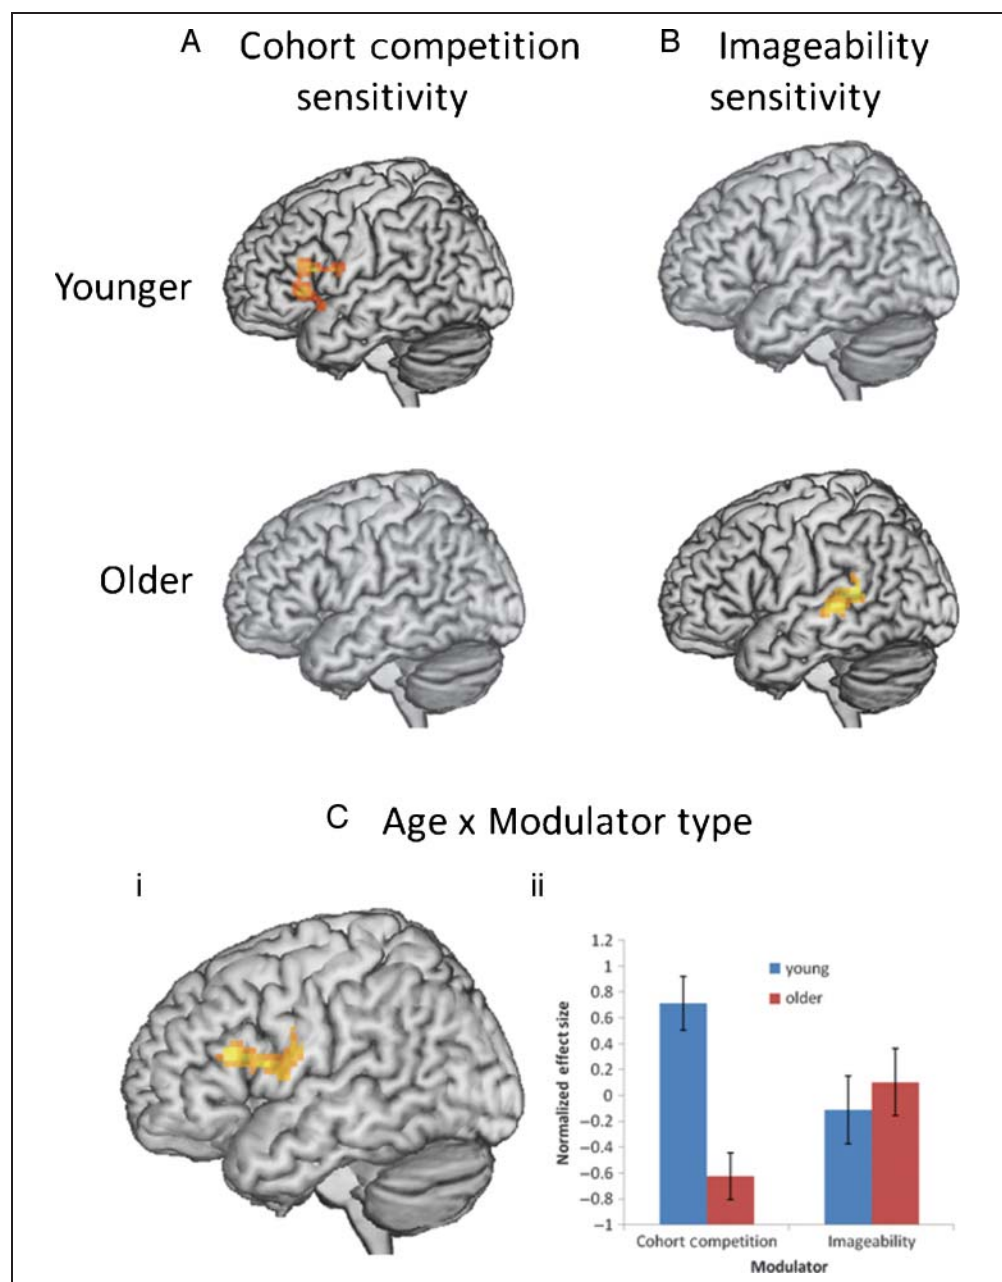 A Cohort competition
sensitivity
B Imageability
sensitivity
Younger
Older
C Age x Modulator type
i
ii
1.2
1
0.8
0.6
0.4
0.2
0
−0.2
−0.4
−0.6
−0.8
−1
Normalized effect size
young
older
Cohort competition Imageability
Modulator